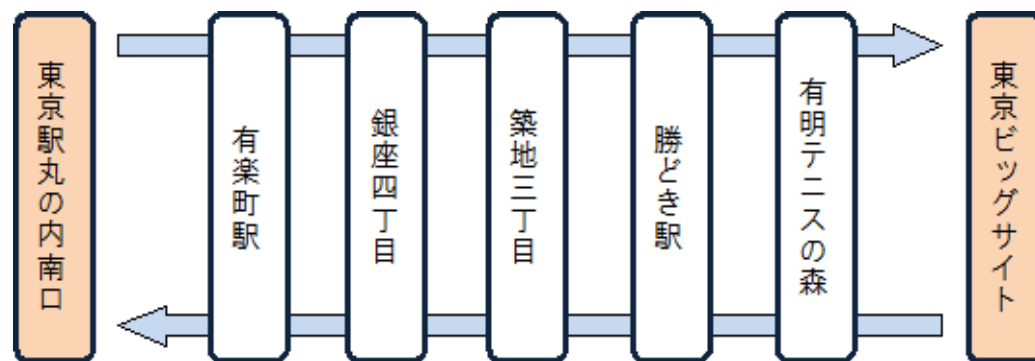 東京駅丸の内南口
有楽町駅
銀座四丁目
築地三丁目
勝どき駅
有明テニスの森
東京ビッグサイト